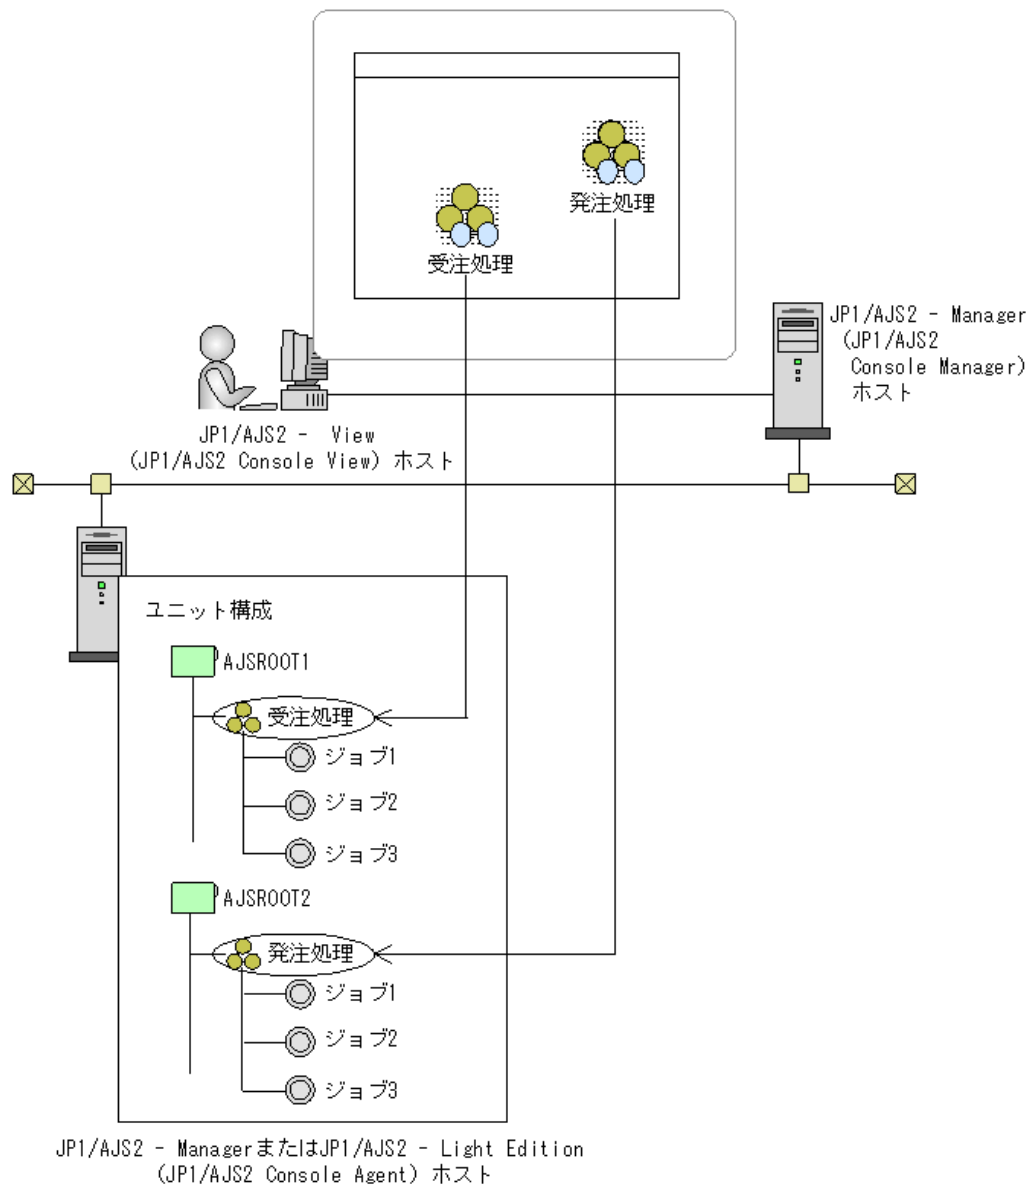 発注処理
受注処理
JP1/AJS2 - Manager
(JP1/AJS2
Console Manager)
ホスト
JP1/AJS2 - View
(JP1/AJS2 Console View) ホスト
ユニット構成
AJSROOT1
受注処理
ジョブ1
ジョブ2
ジョブ3
AJSROOT2
発注処理
ジョブ1
ジョブ2
ジョブ3
JP1/AJS2 - ManagerまたはJP1/AJS2 - Light Edition
(JP1/AJS2 Console Agent) ホスト